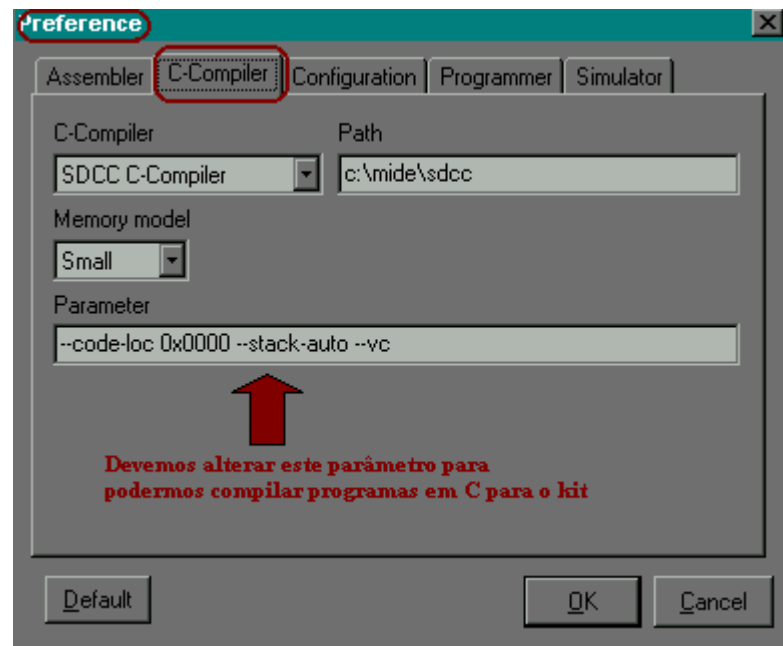 Preference
Assembler C-Compiler Configuration Programmer Simulator
C-Compiler Path
SDCC C-Compiler c:\mide\sdcc
Memory model
Small
Parameter
--code-loc 0x0000 --stack-auto --vc
Devemos alterar este parâmetro para
podermos compilar programas em C para o kit
Default OK Cancel